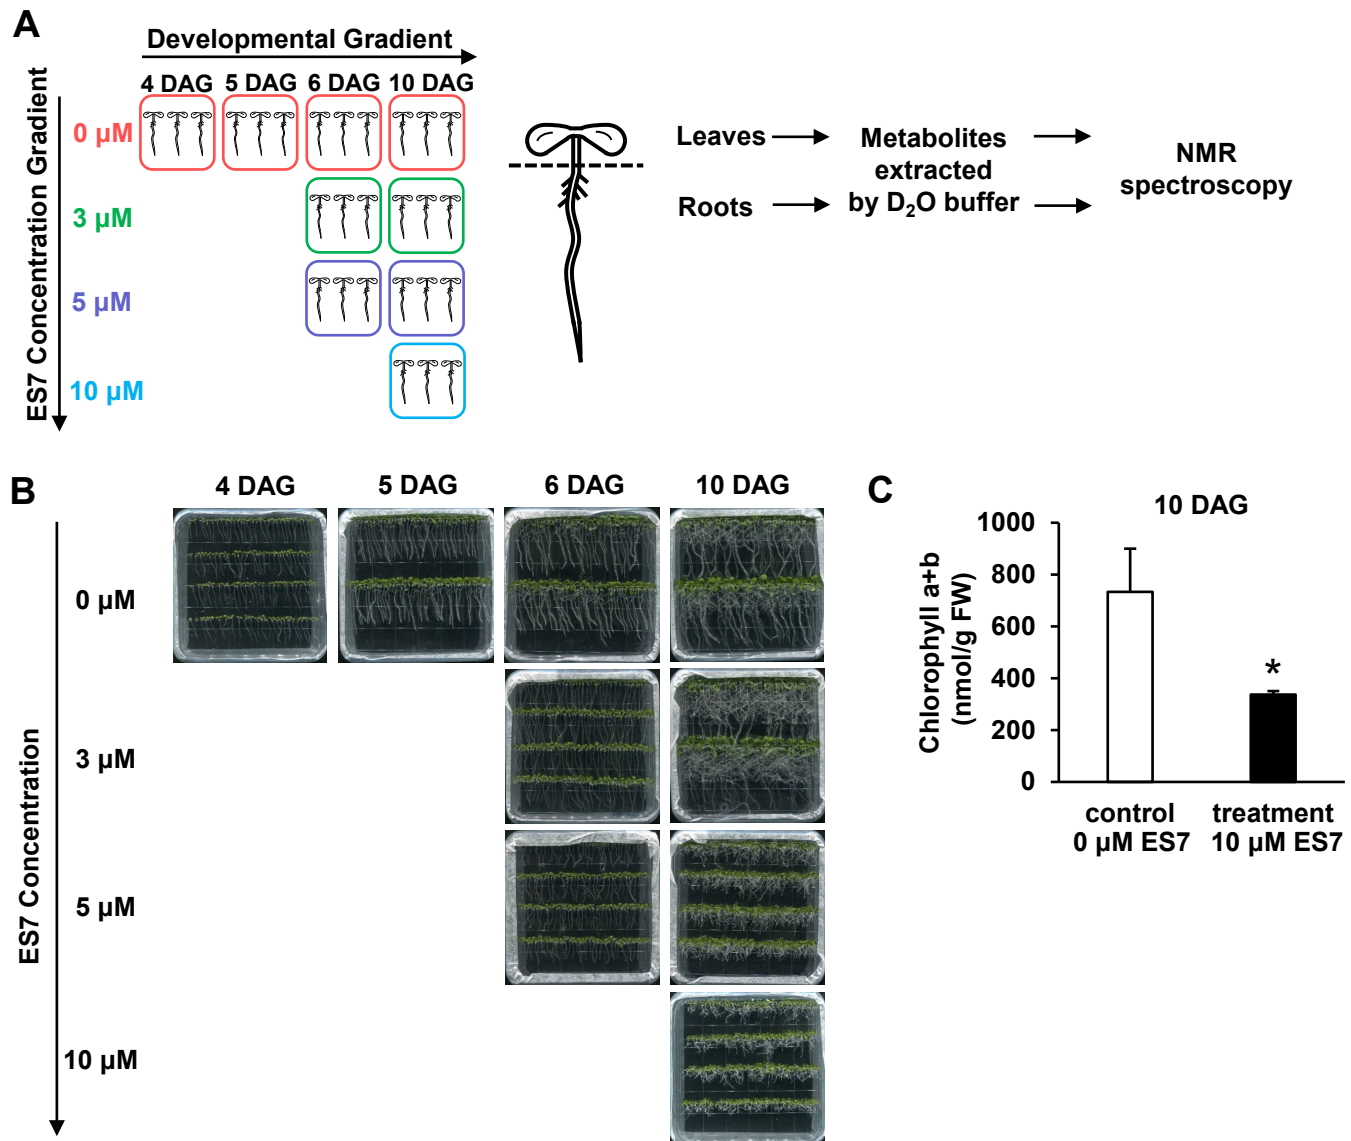 A
Developmental Gradient
4 DAG 5 DAG 6 DAG 10 DAG
ES7 Concentration Gradient
0 µM
3 µM
5 µM
10 µM
Leaves
Roots
Metabolites
extracted
by D₂O buffer
NMR
spectroscopy
B
4 DAG 5 DAG 6 DAG 10 DAG
ES7 Concentration
0 µM
3 µM
5 µM
10 µM
C
10 DAG
Chlorophyll a+b
(nmol/g FW)
1000
800
600
400
200
0
*
control
0 µM ES7
treatment
10 µM ES7